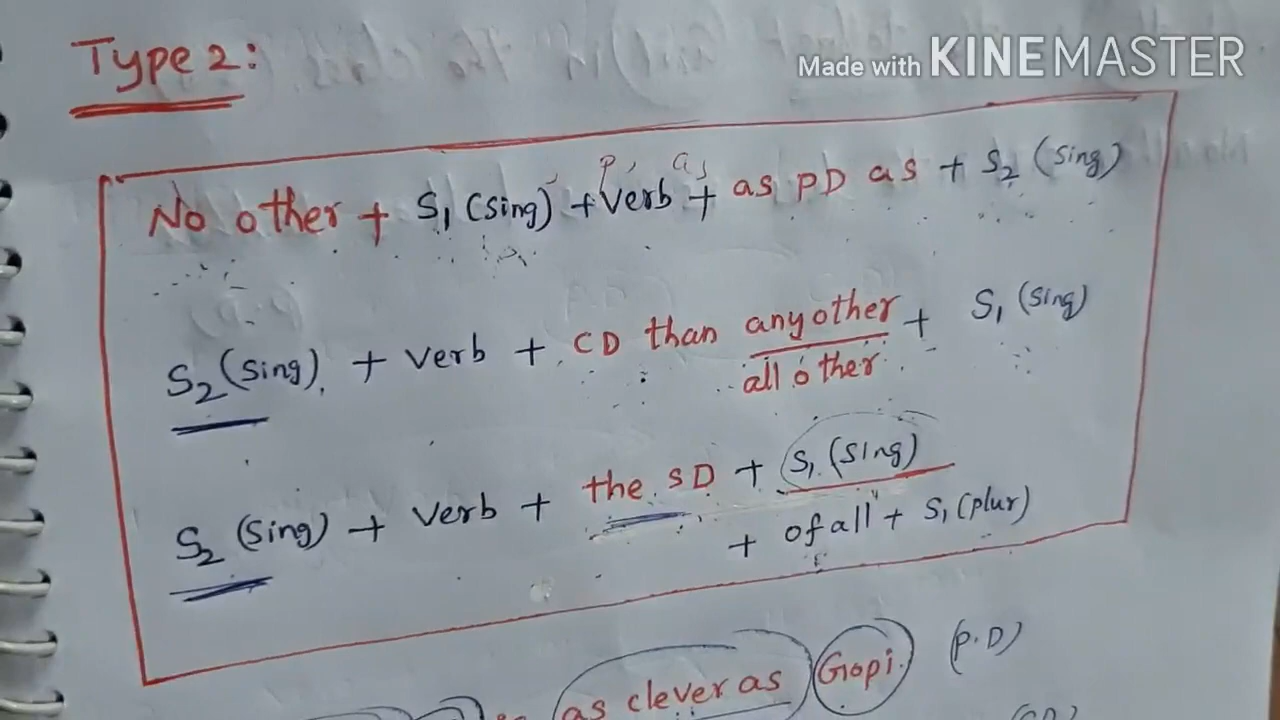 Type 2:
Made with KINEMASTER
P, as
No other + S₁ (sing) + Verb + as PD as + S₂ (sing)
S₂ (sing) + Verb + CD than any other + S₁ (sing)
all other
S₂ (sing) + Verb + the SD + S₁ (sing)
+ of all + S₁ (plur)
as clever as Gopi. (P.D)